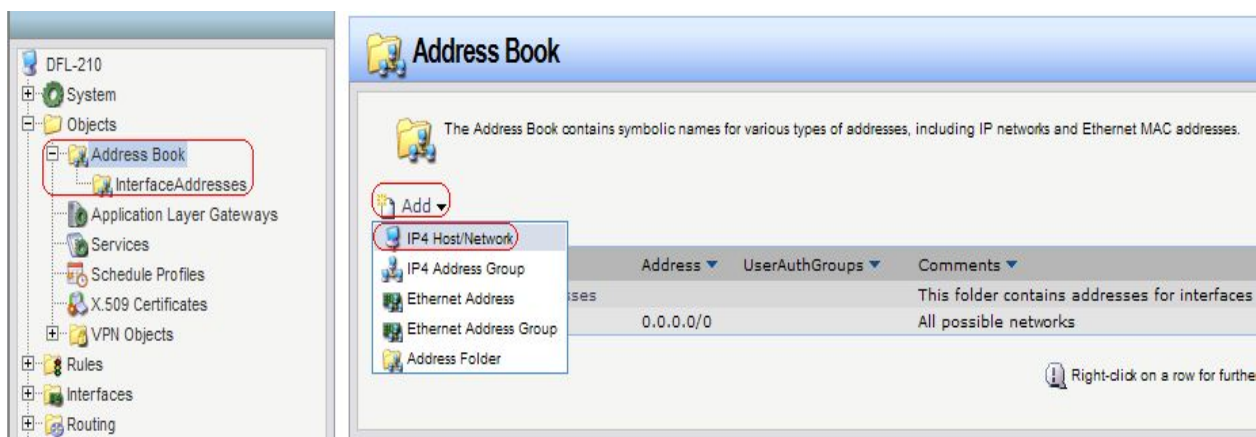 DFL-210
System
Objects
Address Book
InterfaceAddresses
Application Layer Gateways
Services
Schedule Profiles
X.509 Certificates
VPN Objects
Rules
Interfaces
Routing
Address Book
The Address Book contains symbolic names for various types of addresses, including IP networks and Ethernet MAC addresses.
Add
IP4 Host/Network
IP4 Address Group
Ethernet Address
Ethernet Address Group
Address Folder
Address UserAuthGroups Comments
This folder contains addresses for interfaces
0.0.0.0/0 All possible networks
Right-click on a row for